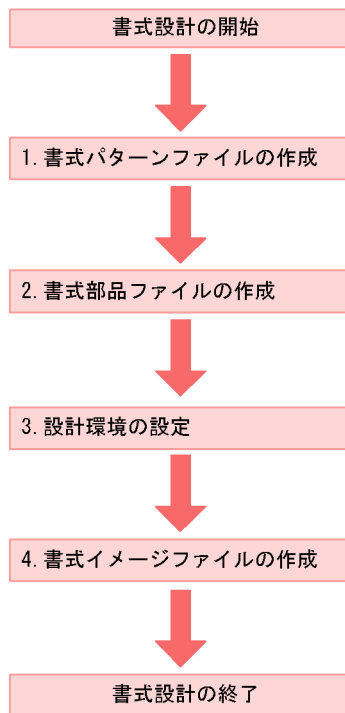 書式設計の開始
1.書式パターンファイルの作成
2.書式部品ファイルの作成
3.設計環境の設定
4.書式イメージファイルの作成
書式設計の終了